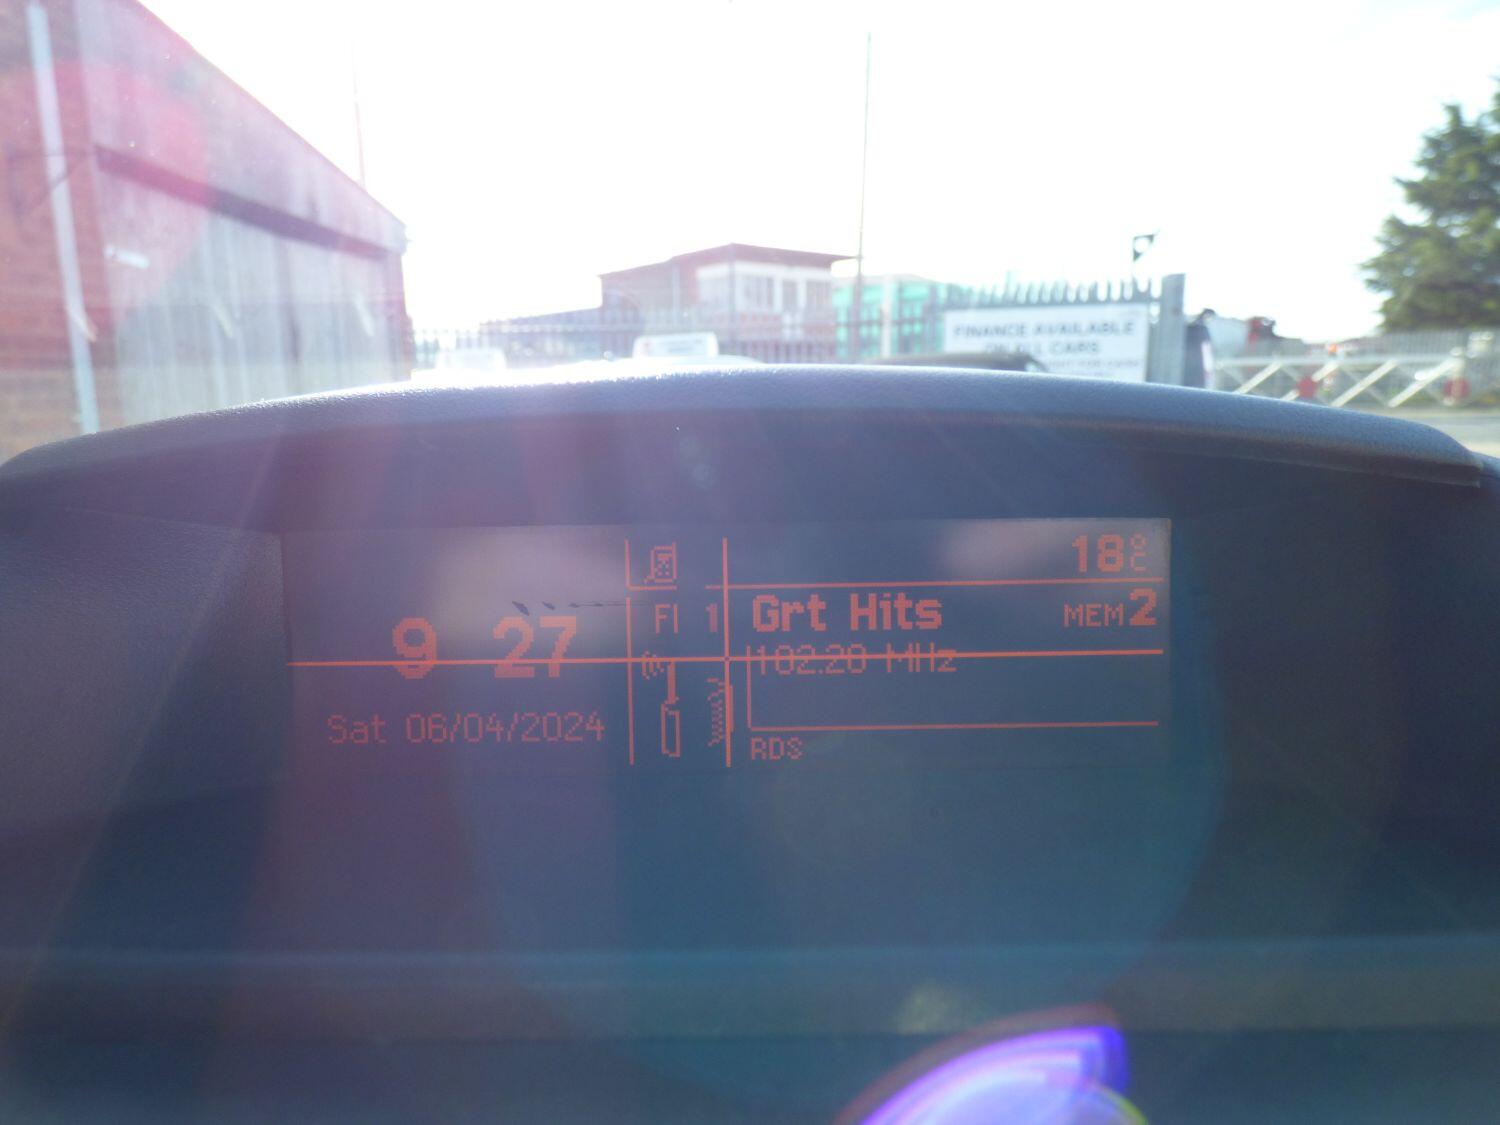 FINANCE AVAILABLE
ON ALL CARS
18°C
9 27
Sat 06/04/2024
FI 1
Grt Hits
MEM 2
102.20 MHz
RDS